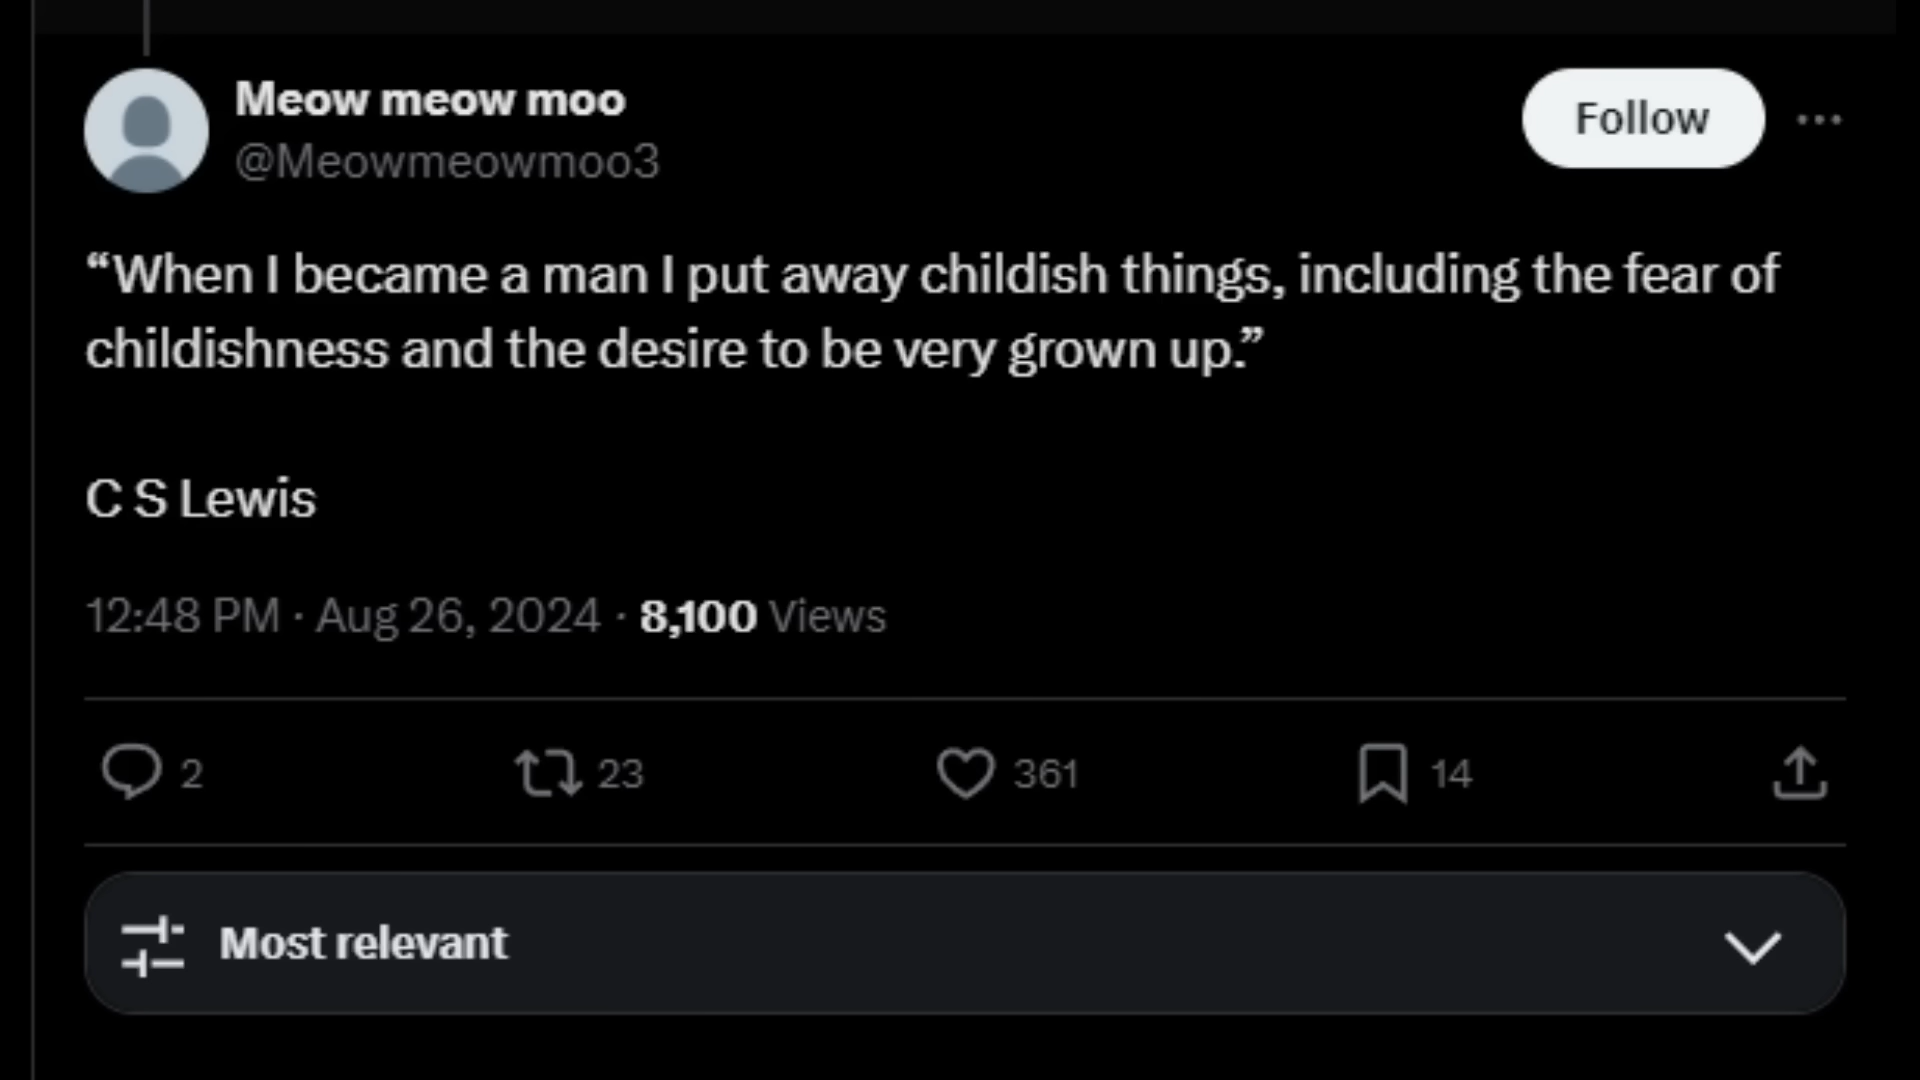 Meow meow moo
@Meowmeowmoo3
Follow
“When I became a man I put away childish things, including the fear of
childishness and the desire to be very grown up.”
C S Lewis
12:48 PM · Aug 26, 2024 · 8,100 Views
2 23 361 14
Most relevant